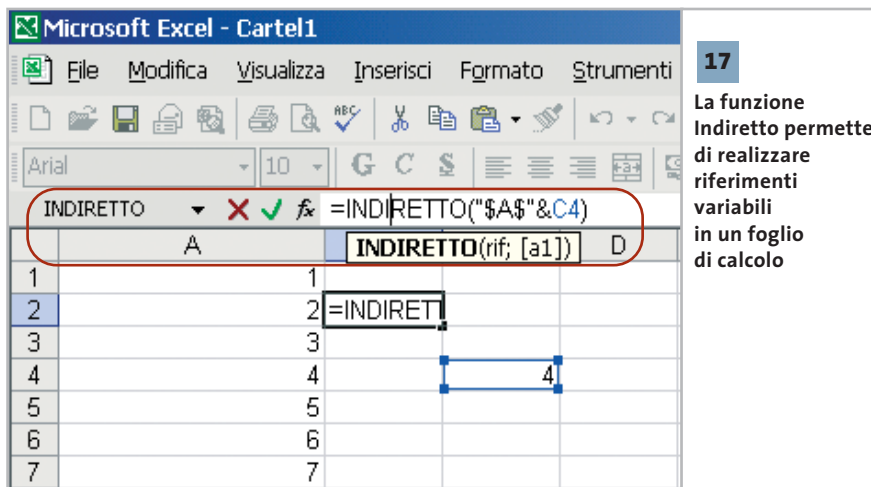 Microsoft Excel - Cartel1
File Modifica Visualizza Inserisci Formato Strumenti
ABC
Arial 10 G C S
INDIRETTO fx =INDIRETTO("$A$"&C4)
A D
INDIRETTO(rif; [a1])
1 1
2 2 =INDIRETT
3 3
4 4 4
5 5
6 6
7 7
17
La funzione
Indiretto permette
di realizzare
riferimenti
variabili
in un foglio
di calcolo